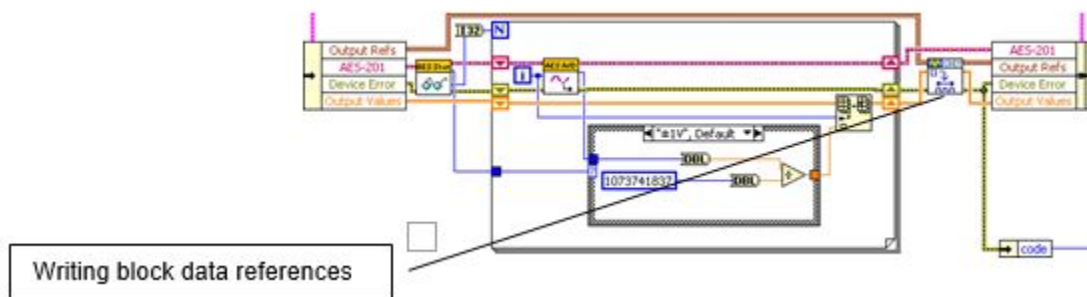 I32
N
Output Refs
AES-201
Device Error
Output Values
AES-201
Output Refs
Device Error
Output Values
i
"±1V", Default
DBL
1073741837
DBL
code
Writing block data references